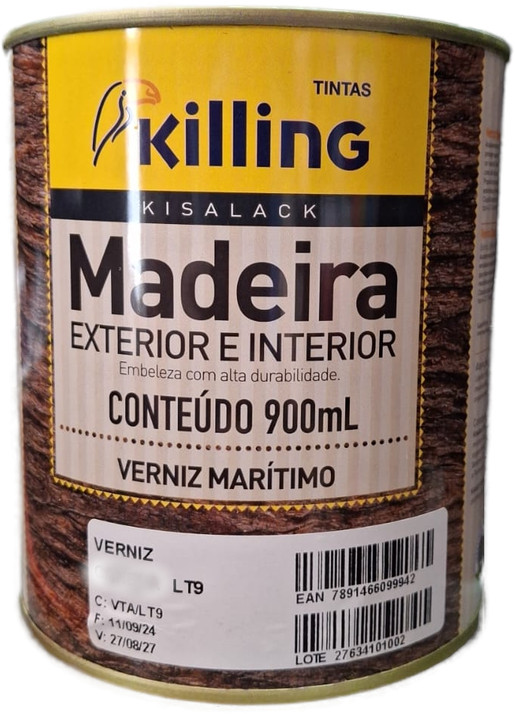 TINTAS
Killing
KISALACK
Madeira
EXTERIOR E INTERIOR
Embeleza com alta durabilidade.
CONTEÚDO 900mL
VERNIZ MARÍTIMO
VERNIZ
LT9
C: VTA/LT9
F: 11/09/24
V: 27/08/27
EAN 7891466099942
LOTE 27634101002